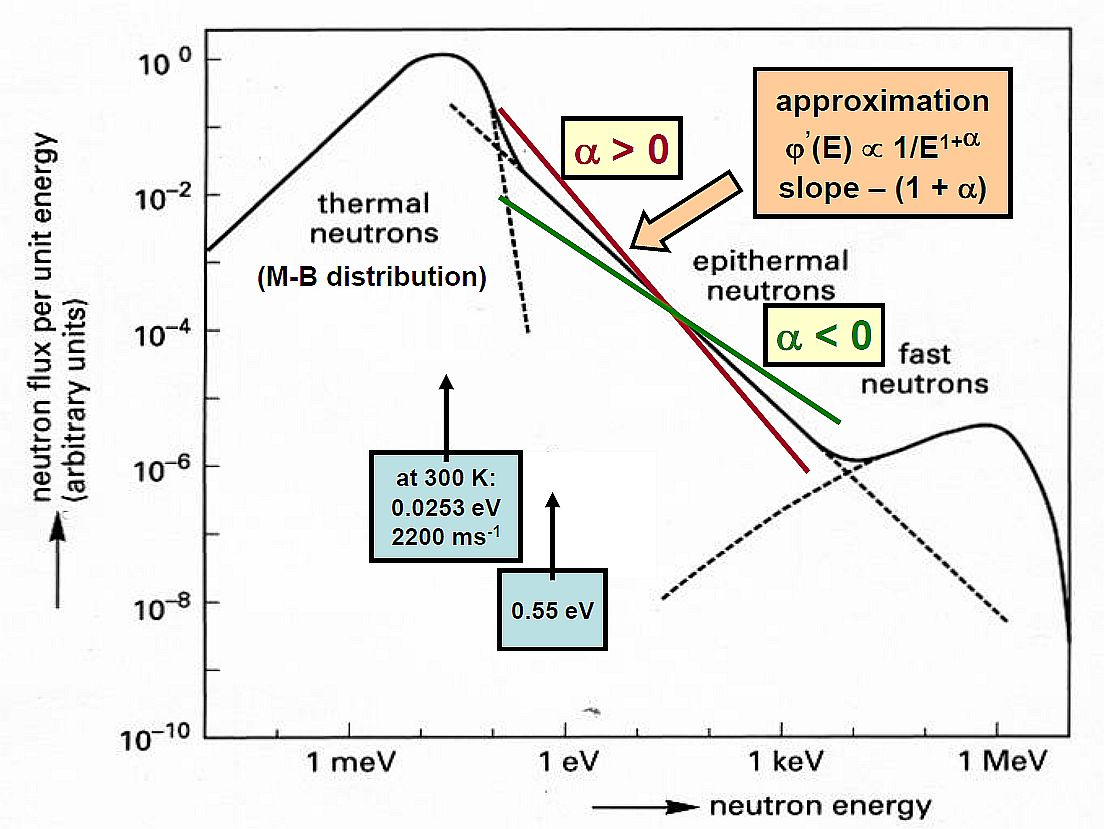 neutron flux per unit energy
(arbitrary units)
10⁰
10⁻²
10⁻⁴
10⁻⁶
10⁻⁸
10⁻¹⁰
approximation
φ'(E) ∝ 1/E¹⁺ᵅ
slope – (1 + α)
α > 0
thermal
neutrons
(M-B distribution)
epithermal
neutrons
α < 0
fast
neutrons
at 300 K:
0.0253 eV
2200 ms⁻¹
0.55 eV
1 meV
1 eV
1 keV
1 MeV
neutron energy